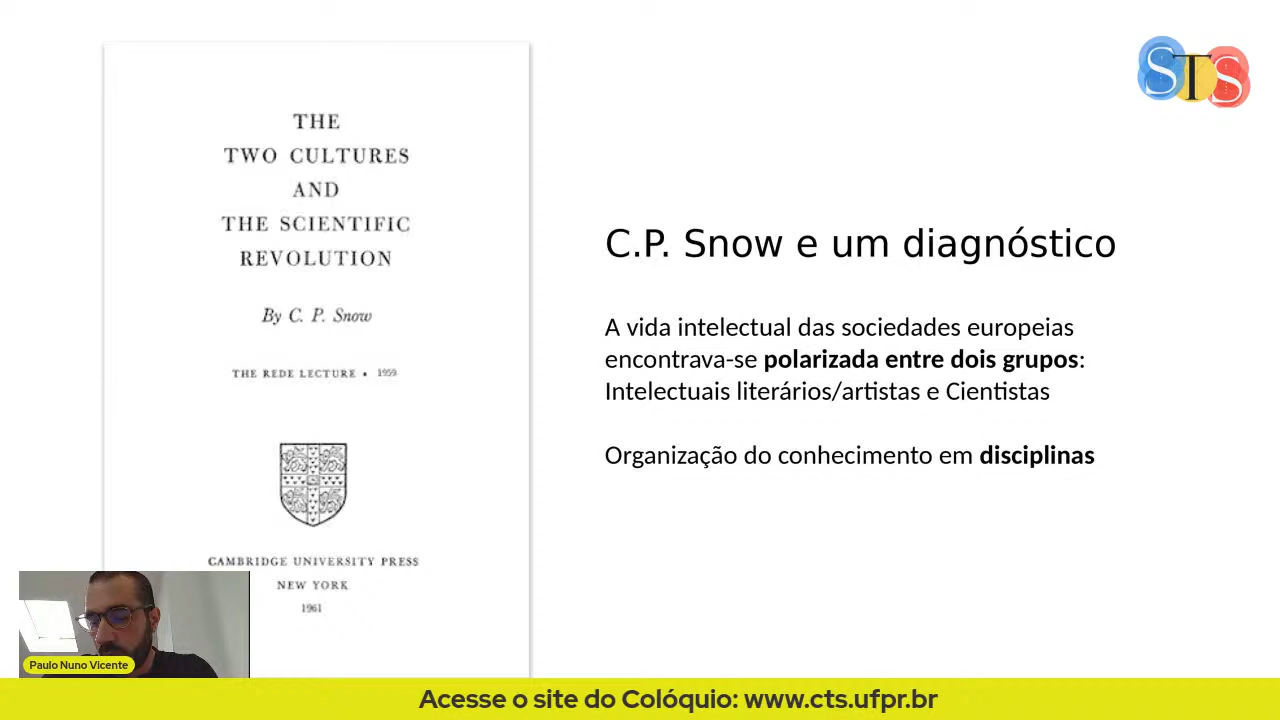 THE
TWO CULTURES
AND
THE SCIENTIFIC
REVOLUTION
By C. P. Snow
THE REDE LECTURE • 1959
CAMBRIDGE UNIVERSITY PRESS
NEW YORK
1961
STS
C.P. Snow e um diagnóstico
A vida intelectual das sociedades europeias
encontrava-se polarizada entre dois grupos:
Intelectuais literários/artistas e Cientistas
Organização do conhecimento em disciplinas
Paulo Nuno Vicente
Acesse o site do Colóquio: www.cts.ufpr.br